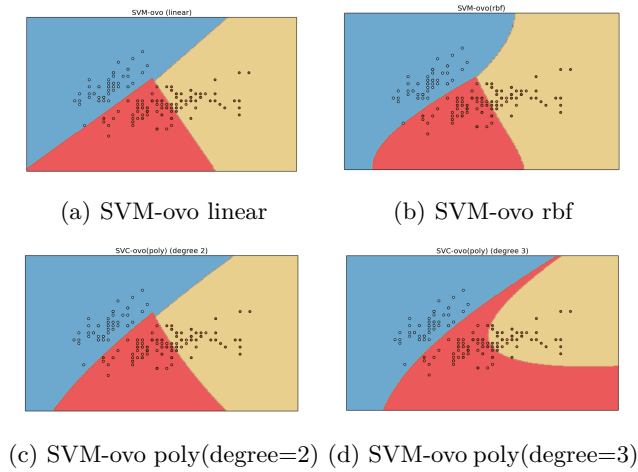 SVM-ovo (linear)
SVM-ovo(rbf)
(a) SVM-ovo linear
(b) SVM-ovo rbf
SVC-ovo(poly) (degree 2)
SVC-ovo(poly) (degree 3)
(c) SVM-ovo poly(degree=2)
(d) SVM-ovo poly(degree=3)